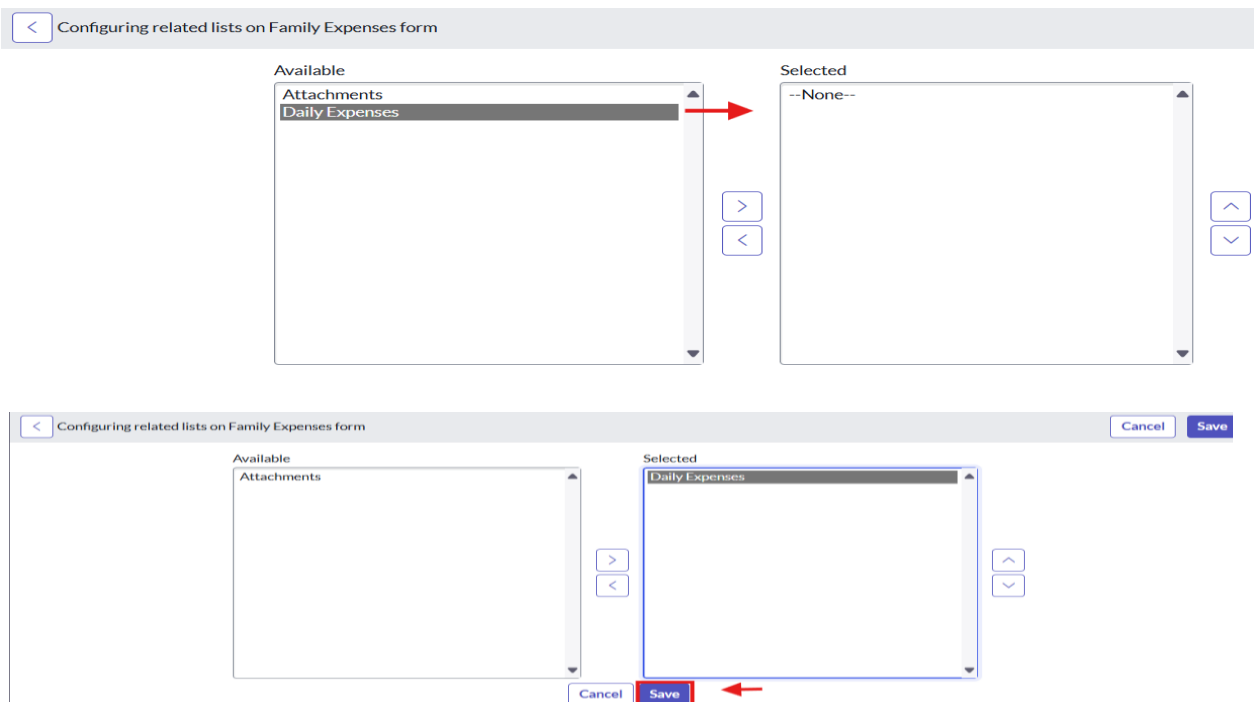 Configuring related lists on Family Expenses form
Available
Selected
Attachments
Daily Expenses
--None--
Configuring related lists on Family Expenses form
Cancel
Save
Available
Selected
Attachments
Daily Expenses
Cancel
Save